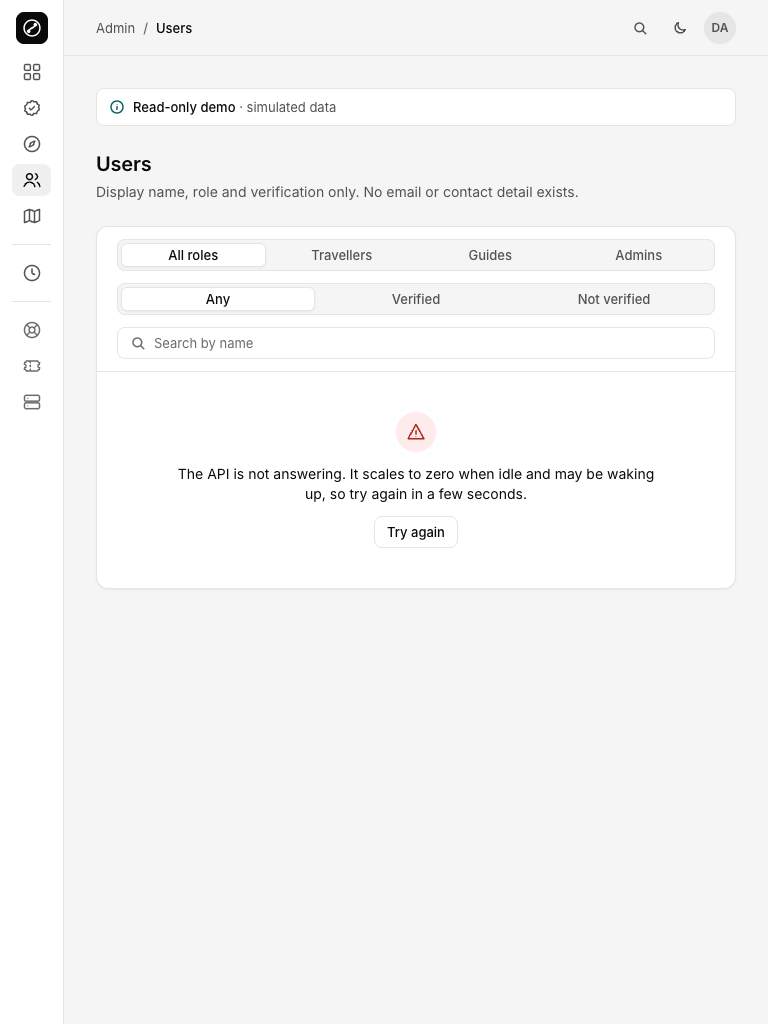 Admin / Users
DA
Read-only demo · simulated data
Users
Display name, role and verification only. No email or contact detail exists.
All roles Travellers Guides Admins
Any Verified Not verified
Search by name
The API is not answering. It scales to zero when idle and may be waking
up, so try again in a few seconds.
Try again